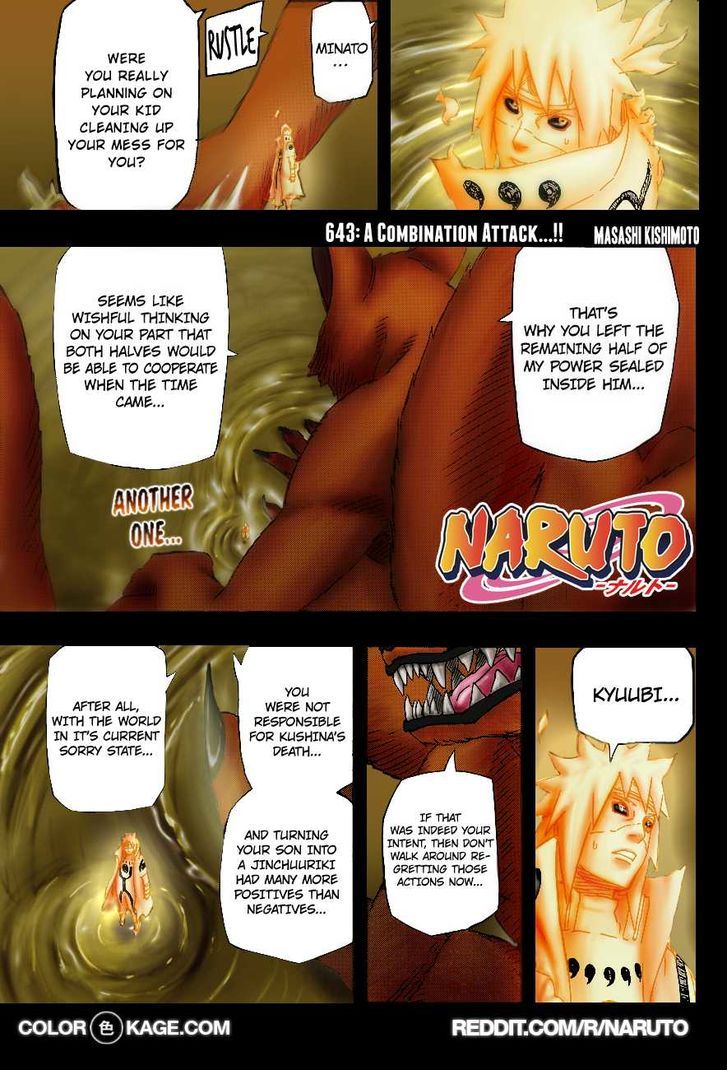 MINATO
...
RUSTLE
WERE
YOU REALLY
PLANNING ON
YOUR KID
CLEANING UP
YOUR MESS FOR
YOU?
643: A COMBINATION ATTACK...!!
MASASHI KISHIMOTO
THAT'S
WHY YOU LEFT THE
REMAINING HALF OF
MY POWER SEALED
INSIDE HIM...
SEEMS LIKE
WISHFUL THINKING
ON YOUR PART THAT
BOTH HALVES WOULD
BE ABLE TO COOPERATE
WHEN THE TIME
CAME...
ANOTHER
ONE...
NARUTO
-ナルト-
KYUUBI...
IF THAT
WAS INDEED YOUR
INTENT, THEN DON'T
WALK AROUND RE-
GRETTING THOSE
ACTIONS NOW...
YOU
WERE NOT
RESPONSIBLE
FOR KUSHINA'S
DEATH...
AND TURNING
YOUR SON INTO
A JINCHUURIKI
HAD MANY MORE
POSITIVES THAN
NEGATIVES...
AFTER ALL,
WITH THE WORLD
IN IT'S CURRENT
SORRY STATE...
COLOR 色 KAGE.COM
REDDIT.COM/R/NARUTO